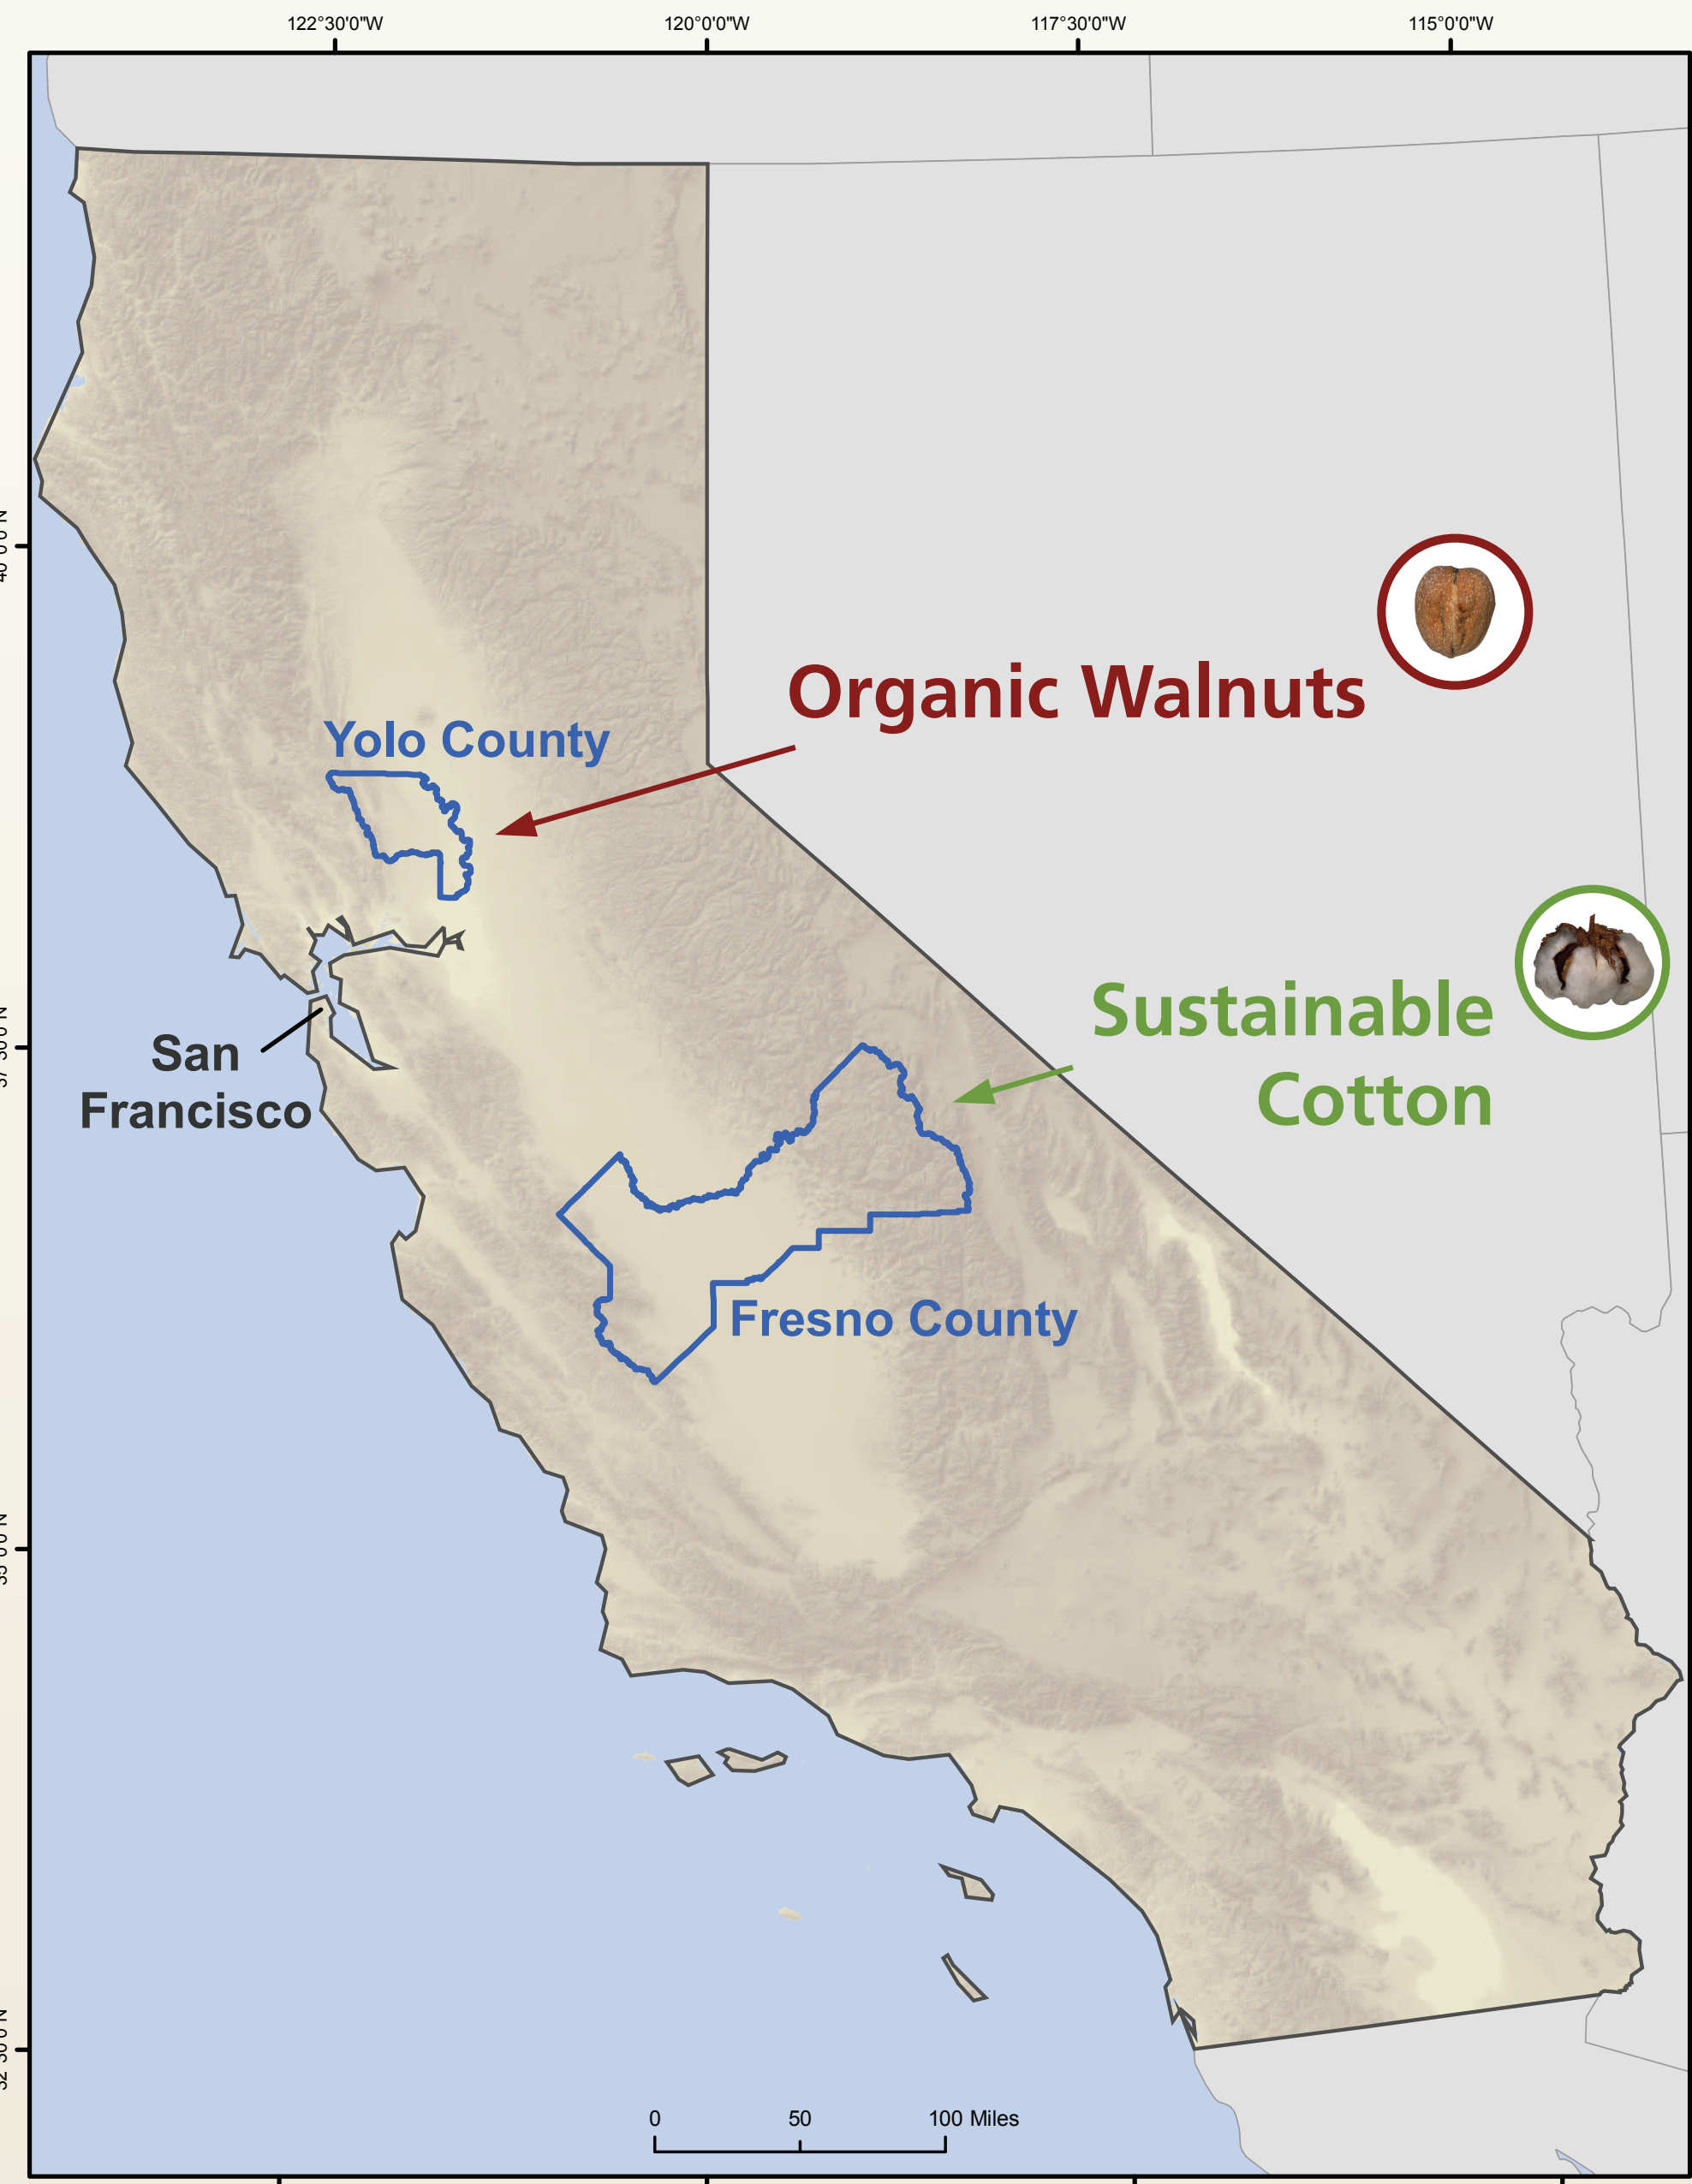 122°30'0"W
120°0'0"W
117°30'0"W
115°0'0"W
Organic Walnuts
Yolo County
Sustainable
Cotton
San
Francisco
Fresno County
0
50
100 Miles